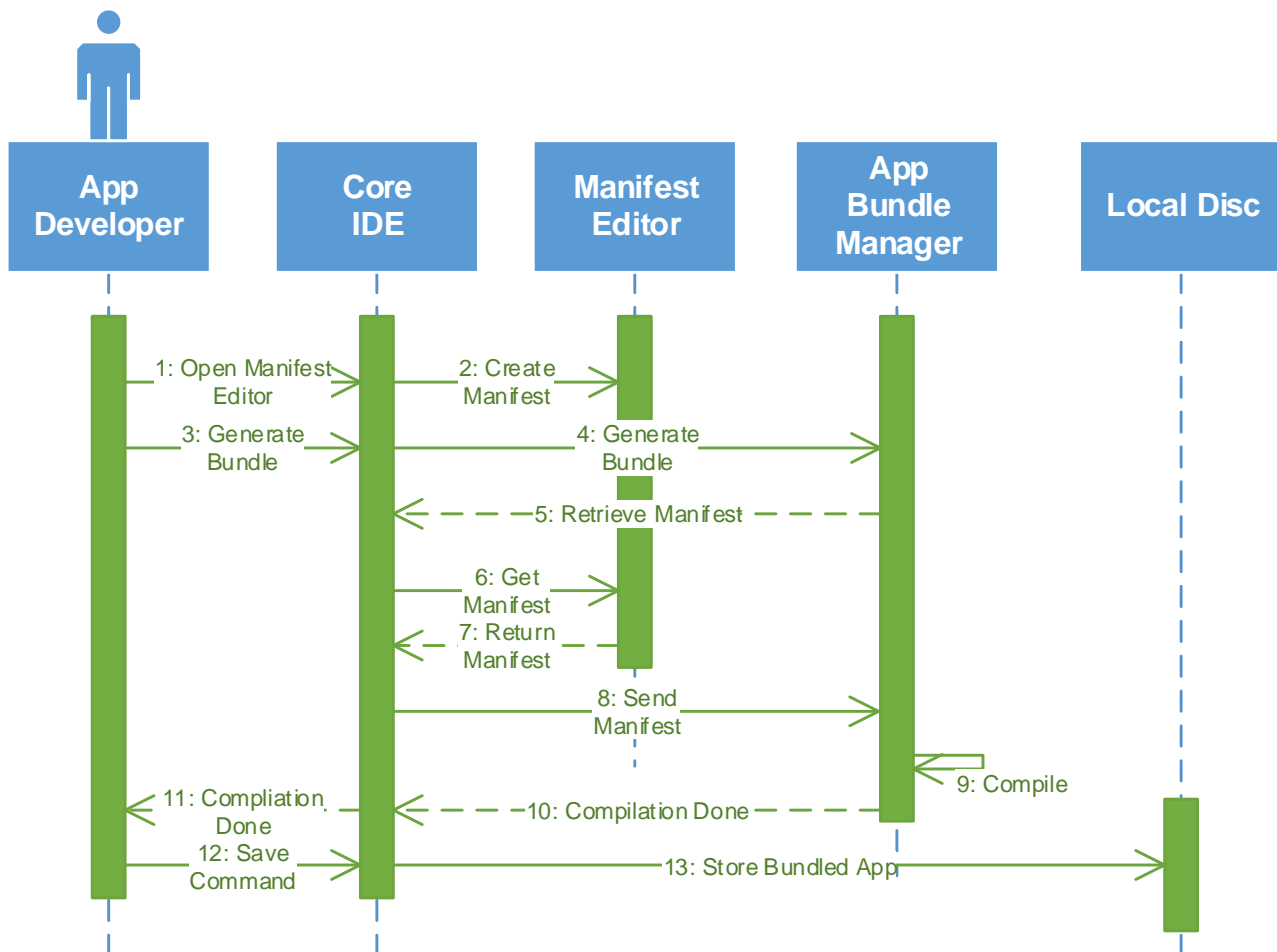 App
Developer
Core
IDE
Manifest
Editor
App
Bundle
Manager
Local Disc
1: Open Manifest
Editor
2: Create
Manifest
3: Generate
Bundle
4: Generate
Bundle
5: Retrieve Manifest
6: Get
Manifest
7: Return
Manifest
8: Send
Manifest
9: Compile
10: Compilation Done
11: Compliation
Done
12: Save
Command
13: Store Bundled App